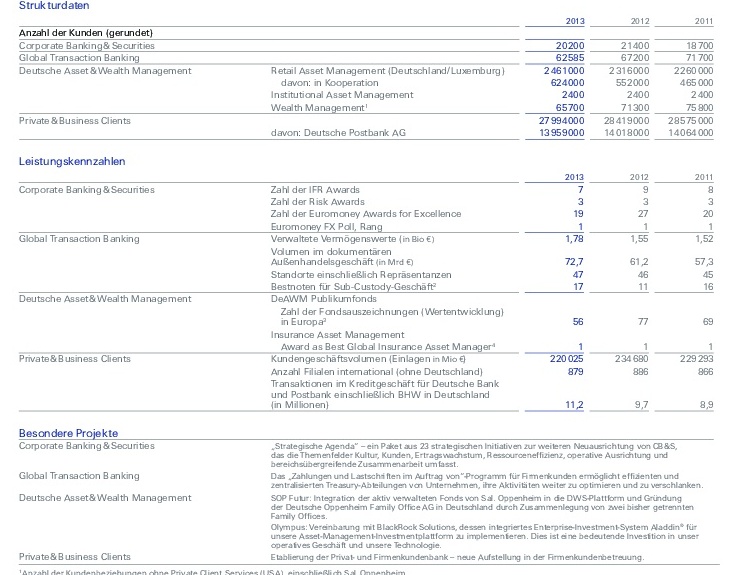 Strukturdaten
2013 2012 2011
Anzahl der Kunden (gerundet)
Corporate Banking & Securities 20 200 21 400 18 700
Global Transaction Banking 62 585 67 200 71 700
Deutsche Asset & Wealth Management Retail Asset Management (Deutschland/Luxemburg) 2 461 000 2 316 000 2 260 000
davon: in Kooperation 624 000 552 000 465 000
Institutional Asset Management 2 400 2 400 2 400
Wealth Management¹ 65 700 71 300 75 800
Private & Business Clients 27 994 000 28 419 000 28 575 000
davon: Deutsche Postbank AG 13 959 000 14 018 000 14 064 000
Leistungskennzahlen
2013 2012 2011
Corporate Banking & Securities Zahl der IFR Awards 7 9 8
Zahl der Risk Awards 3 3 3
Zahl der Euromoney Awards for Excellence 19 27 20
Euromoney FX Poll, Rang 1 1 1
Global Transaction Banking Verwaltete Vermögenswerte (in Bio €) 1,78 1,55 1,52
Volumen im dokumentären
Außenhandelsgeschäft (in Mrd €) 72,7 61,2 57,3
Standorte einschließlich Repräsentanzen 47 46 45
Bestnoten für Sub-Custody-Geschäft² 17 11 16
Deutsche Asset & Wealth Management DeAWM Publikumfonds
Zahl der Fondsauszeichnungen (Wertentwicklung)
in Europa³ 56 77 69
Insurance Asset Management
Award as Best Global Insurance Asset Manager⁴ 1 1 1
Private & Business Clients Kundengeschäftsvolumen (Einlagen in Mio €) 220 025 234 680 229 293
Anzahl Filialen international (ohne Deutschland) 879 886 866
Transaktionen im Kreditgeschäft für Deutsche Bank
und Postbank einschließlich BHW in Deutschland
(in Millionen) 11,2 9,7 8,9
Besondere Projekte
Corporate Banking & Securities „Strategische Agenda“ – ein Paket aus 23 strategischen Initiativen zur weiteren Neuausrichtung von CB&S,
das die Themenfelder Kultur, Kunden, Ertragswachstum, Ressourceneffizienz, operative Ausrichtung und
bereichsübergreifende Zusammenarbeit umfasst.
Global Transaction Banking Das „Zahlungen und Lastschriften im Auftrag von“-Programm für Firmenkunden ermöglicht effizienten und
zentralisierten Treasury-Abteilungen von Unternehmen, ihre Aktivitäten weiter zu optimieren und zu verschlanken.
Deutsche Asset & Wealth Management SOP Futur: Integration der aktiv verwalteten Fonds von Sal. Oppenheim in die DWS-Plattform und Gründung
der Deutsche Oppenheim Family Office AG in Deutschland durch Zusammenlegung von zwei bisher getrennten
Family Offices.
Olympus: Vereinbarung mit BlackRock Solutions, dessen integriertes Enterprise-Investment-System Aladdin® für
unsere Asset-Management-Investmentplattform zu implementieren. Dies ist eine bedeutende Investition in unser
operatives Geschäft und unsere Technologie.
Private & Business Clients Etablierung der Privat- und Firmenkundenbank – neue Aufstellung in der Firmenkundenbetreuung.
¹ Anzahl der Kundenbeziehungen ohne Private Client Services (USA), einschließlich Sal. Oppenheim.